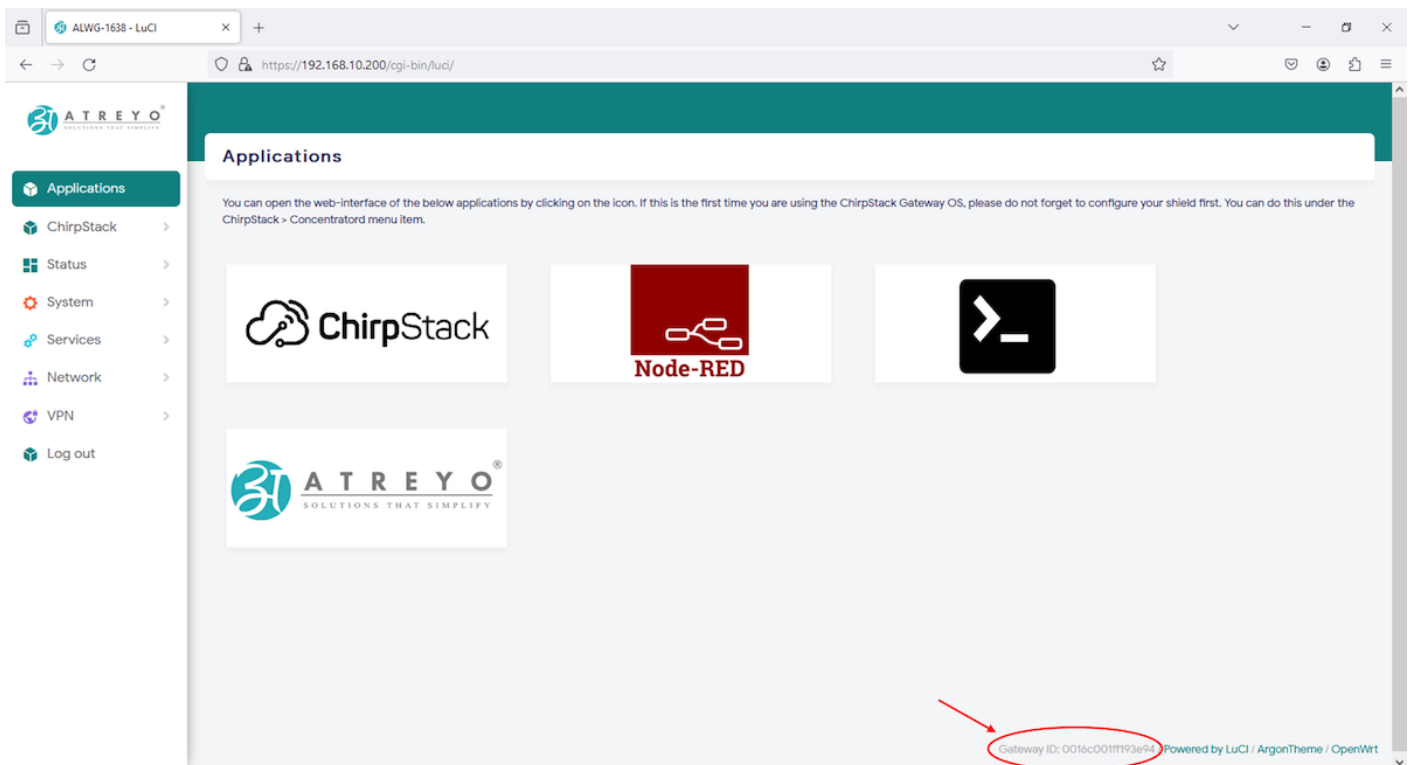 ALWG-1638 - LuCI
https://192.168.10.200/cgi-bin/luci/
ATREYO®
SOLUTIONS THAT SIMPLIFY
Applications
ChirpStack
Status
System
Services
Network
VPN
Log out
Applications
You can open the web-interface of the below applications by clicking on the icon. If this is the first time you are using the ChirpStack Gateway OS, please do not forget to configure your shield first. You can do this under the
ChirpStack > Concentratord menu item.
ChirpStack
Node-RED
>_
ATREYO®
SOLUTIONS THAT SIMPLIFY
Gateway ID: 0016c001ff193e94 / Powered by LuCI / ArgonTheme / OpenWrt